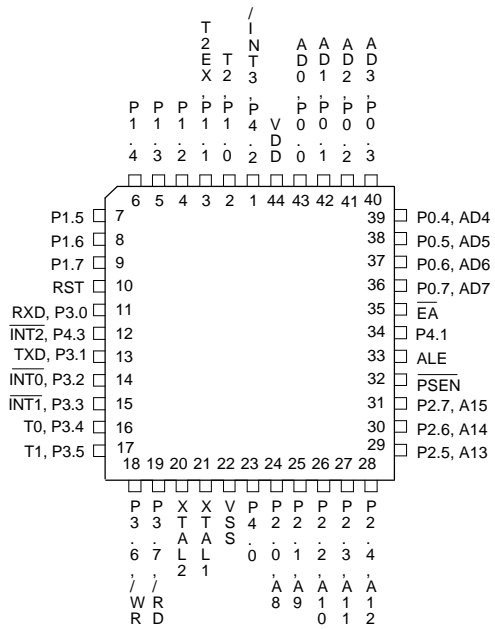 P1.4
P1.3
P1.2
T2EX,P1.1
T2,P1.0
/INT3,P4.2
VDD
AD0,P0.0
AD1,P0.1
AD2,P0.2
AD3,P0.3
6 5 4 3 2 1 44 43 42 41 40
P1.5 7
P1.6 8
P1.7 9
RST 10
RXD, P3.0 11
INT2, P4.3 12
TXD, P3.1 13
INT0, P3.2 14
INT1, P3.3 15
T0, P3.4 16
T1, P3.5 17
39 P0.4, AD4
38 P0.5, AD5
37 P0.6, AD6
36 P0.7, AD7
35 EA
34 P4.1
33 ALE
32 PSEN
31 P2.7, A15
30 P2.6, A14
29 P2.5, A13
18 19 20 21 22 23 24 25 26 27 28
P3.6,/WR
P3.7,/RD
XTAL2
XTAL1
VSS
P4.0
P2.0,A8
P2.1,A9
P2.2,A10
P2.3,A11
P2.4,A12